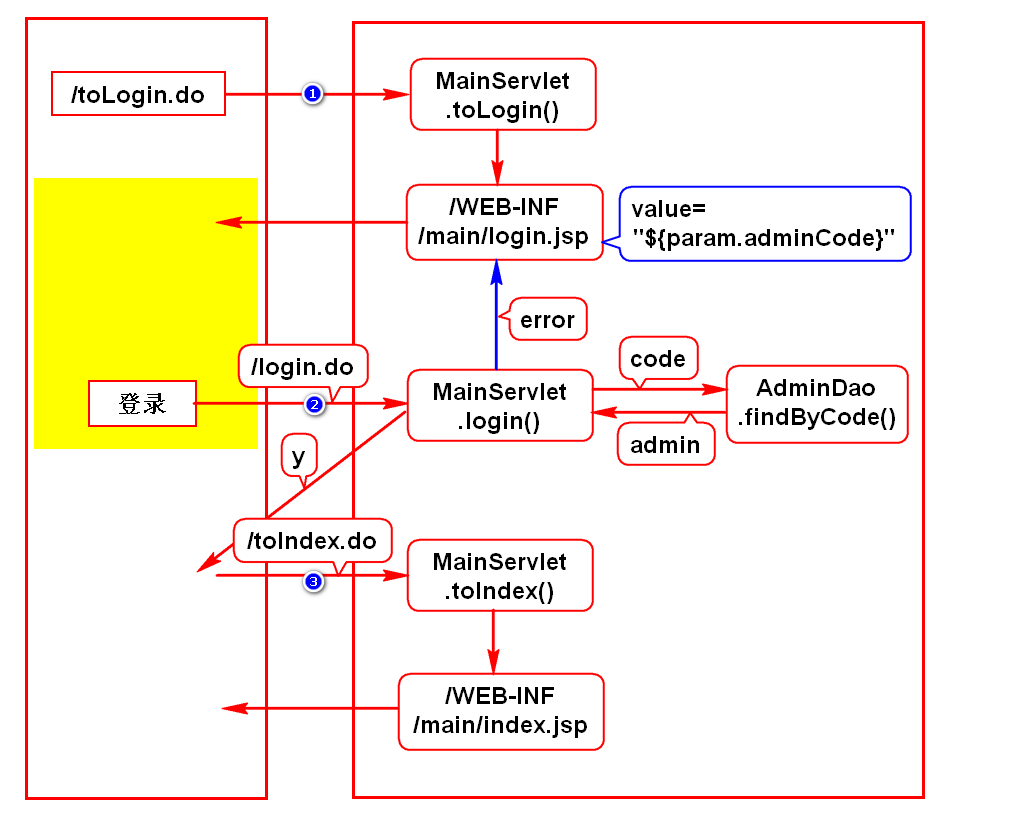 /toLogin.do
1
MainServlet
.toLogin()
/WEB-INF
/main/login.jsp
value=
"${param.adminCode}"
error
/login.do
登录
2
MainServlet
.login()
code
admin
AdminDao
.findByCode()
y
/toIndex.do
3
MainServlet
.toIndex()
/WEB-INF
/main/index.jsp